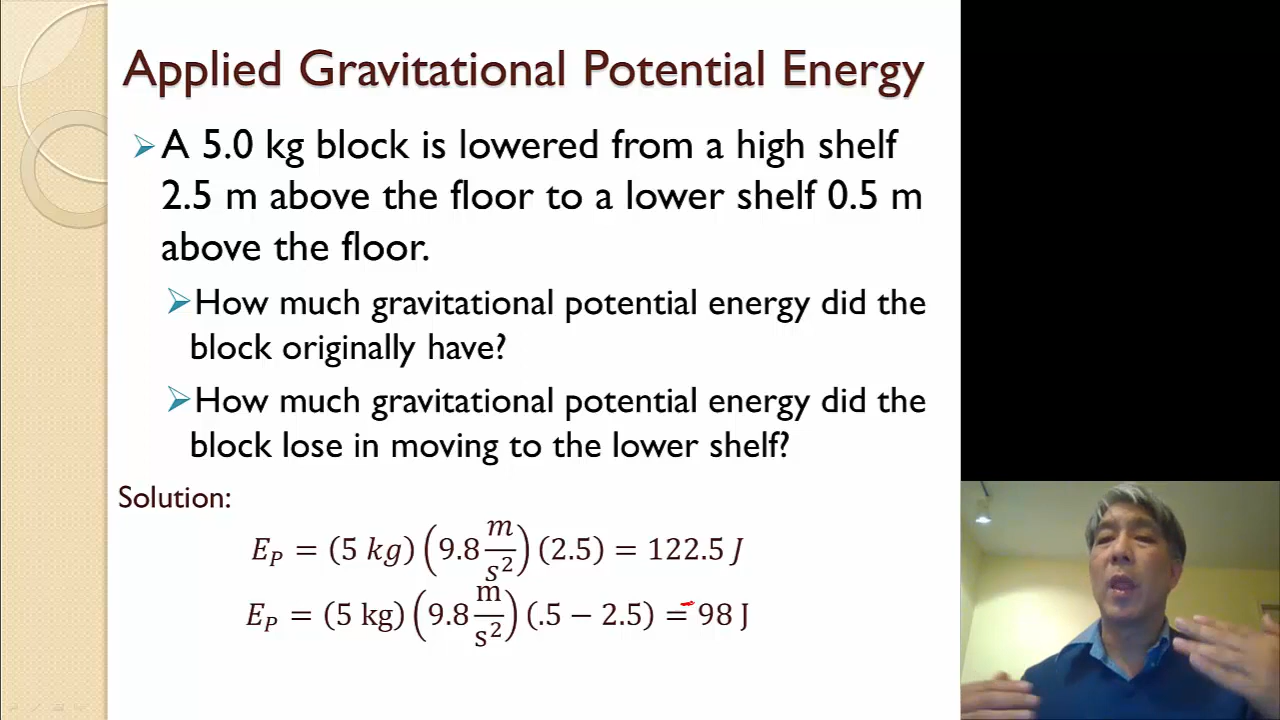 Applied Gravitational Potential Energy
A 5.0 kg block is lowered from a high shelf
2.5 m above the floor to a lower shelf 0.5 m
above the floor.
How much gravitational potential energy did the
block originally have?
How much gravitational potential energy did the
block lose in moving to the lower shelf?
Solution:
E_P = (5 kg)(9.8 m/s²)(2.5) = 122.5 J
E_P = (5 kg)(9.8 m/s²)(.5 − 2.5) = -98 J